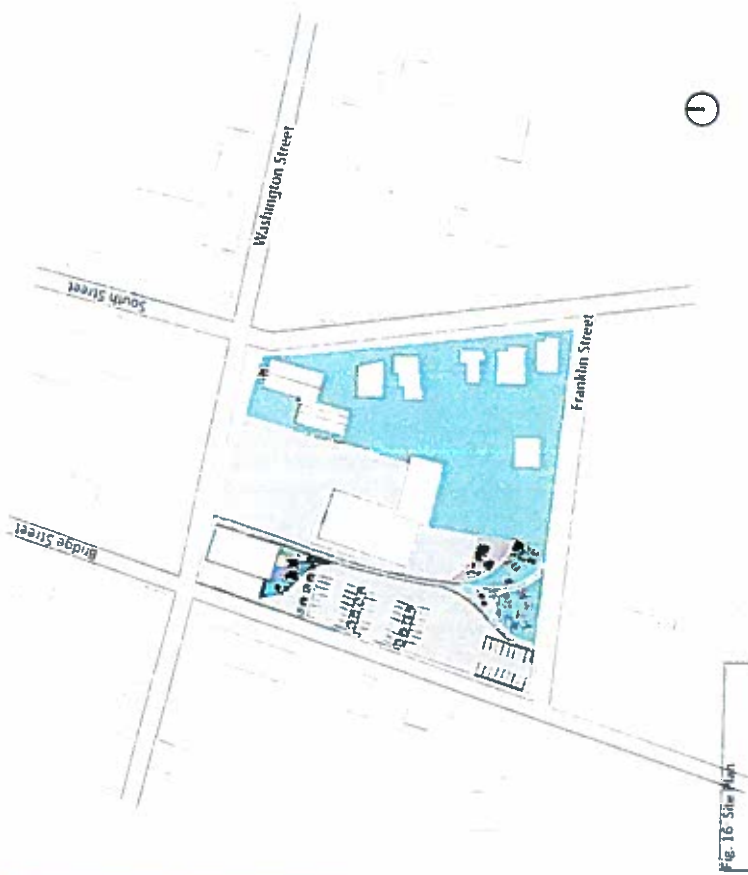 Washington Street
South Street
Bridge Street
Franklin Street
Fig. 16 Site Plan